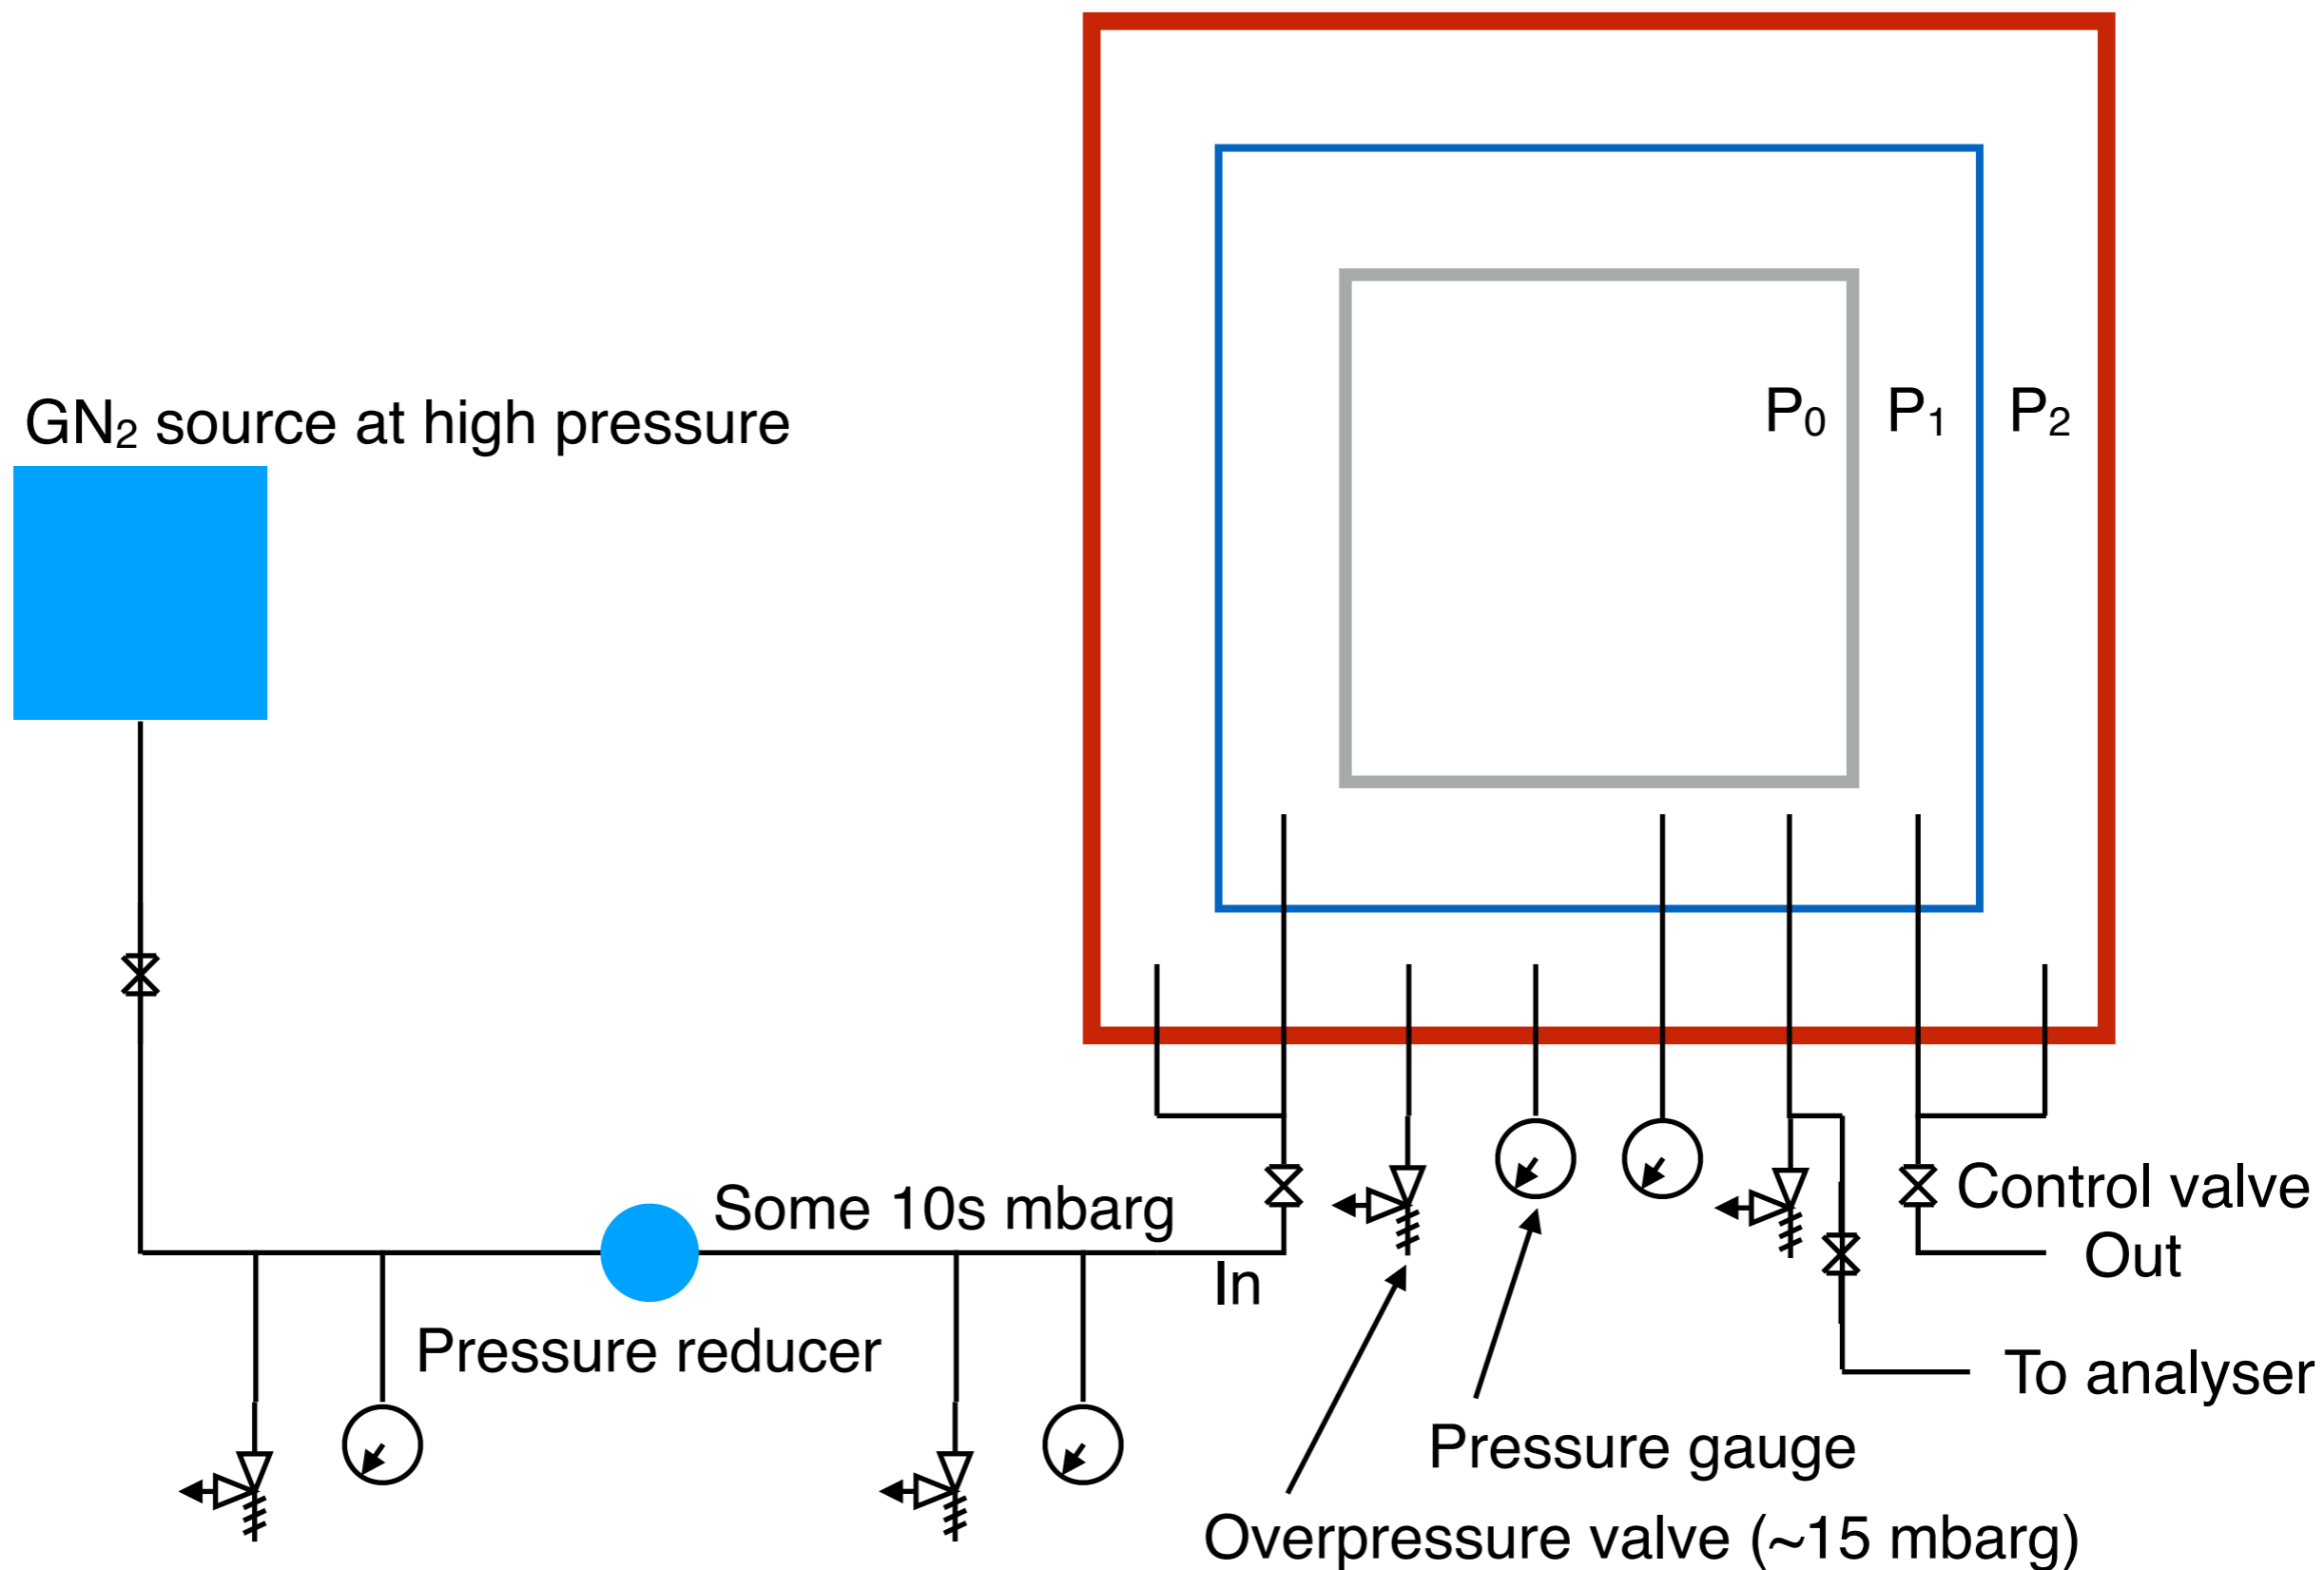 GN₂ source at high pressure
P₀ P₁ P₂
Some 10s mbarg
Control valve
In
Out
Pressure reducer
To analyser
Pressure gauge
Overpressure valve (~15 mbarg)